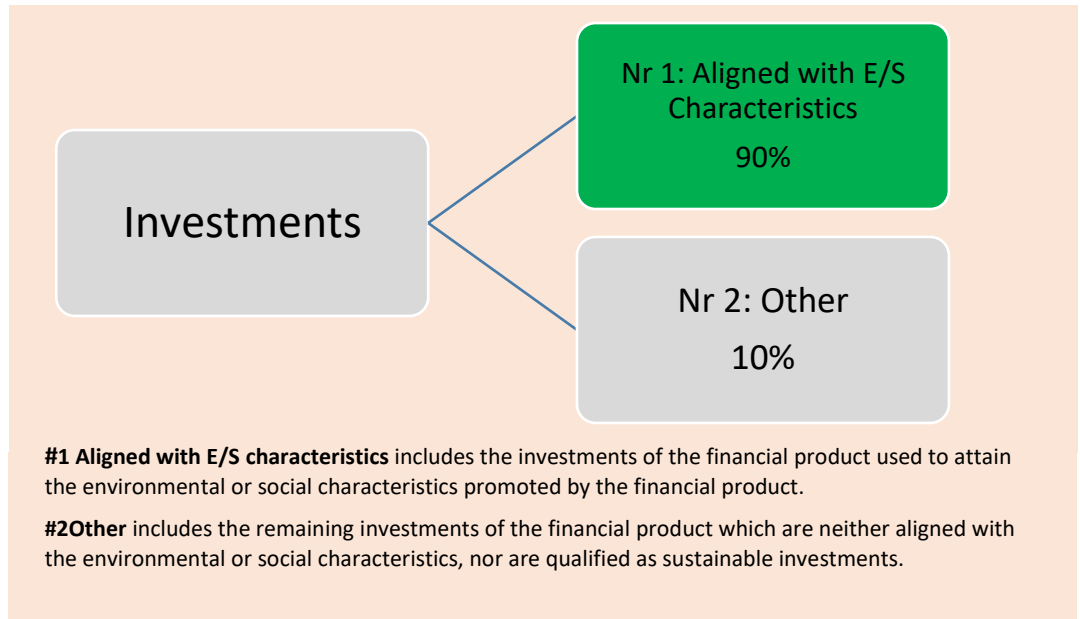 Nr 1: Aligned with E/S
Characteristics
90%
Investments
Nr 2: Other
10%
#1 Aligned with E/S characteristics includes the investments of the financial product used to attain
the environmental or social characteristics promoted by the financial product.
#2Other includes the remaining investments of the financial product which are neither aligned with
the environmental or social characteristics, nor are qualified as sustainable investments.